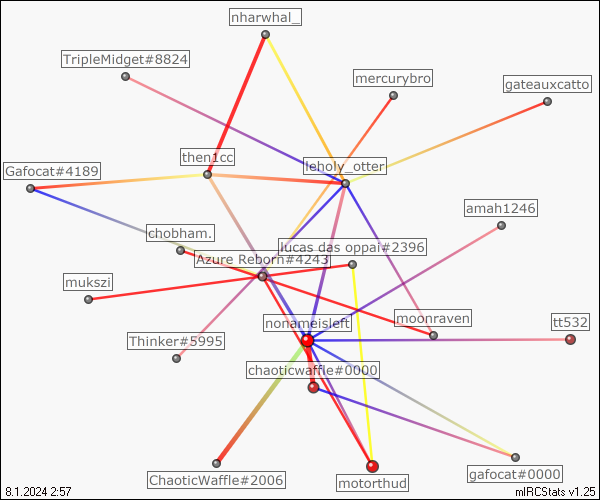 nharwhal_
TripleMidget#8824
mercurybro
gateauxcatto
then1cc
leholy_otter
Gafocat#4189
amah1246
chobham.
lucas das oppai#2396
Azure Reborn#4243
mukszi
nonameisleft
moonraven
tt532
Thinker#5995
chaoticwaffle#0000
ChaoticWaffle#2006
motorthud
gafocat#0000
8.1.2024 2:57
mIRCStats v1.25